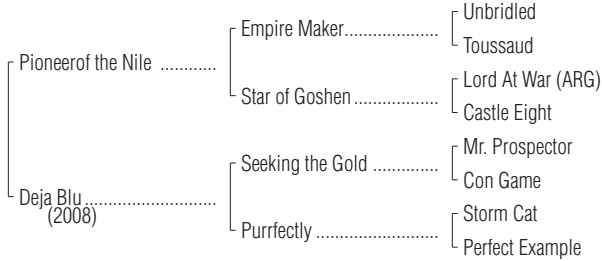 Unbridled
Empire Maker.....................
Toussaud
Pioneerof the Nile ............
Lord At War (ARG)
Star of Goshen...................
Castle Eight
Mr. Prospector
Seeking the Gold ...............
Con Game
Deja Blu............................
(2008)
Storm Cat
Purrfectly ...........................
Perfect Example